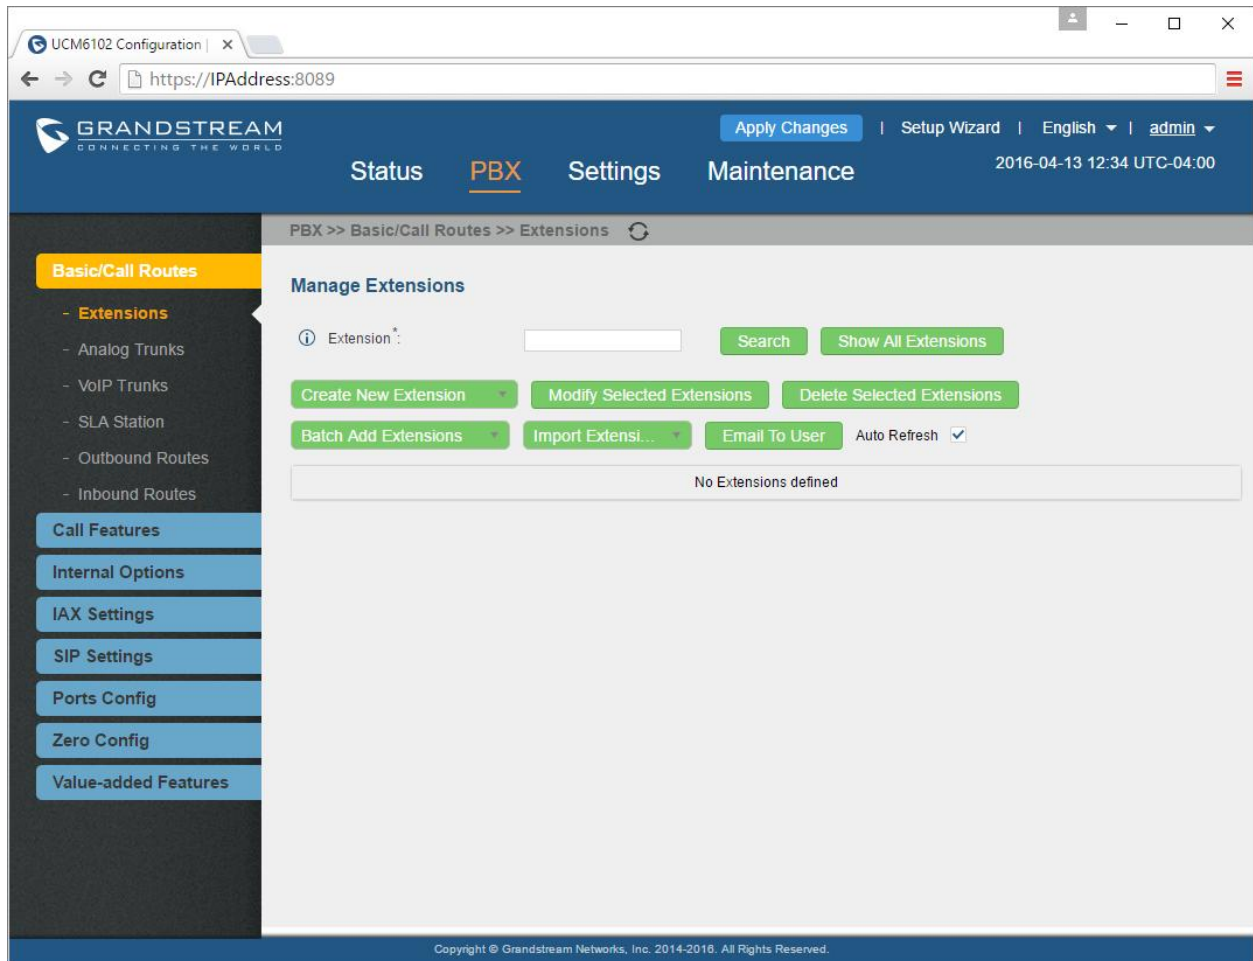 UCM6102 Configuration |
https://IPAddress:8089
GRANDSTREAM
CONNECTING THE WORLD
Apply Changes | Setup Wizard | English | admin
Status PBX Settings Maintenance
2016-04-13 12:34 UTC-04:00
PBX >> Basic/Call Routes >> Extensions
Basic/Call Routes
- Extensions
- Analog Trunks
- VoIP Trunks
- SLA Station
- Outbound Routes
- Inbound Routes
Call Features
Internal Options
IAX Settings
SIP Settings
Ports Config
Zero Config
Value-added Features
Manage Extensions
Extension*: Search Show All Extensions
Create New Extension Modify Selected Extensions Delete Selected Extensions
Batch Add Extensions Import Extensi... Email To User Auto Refresh
No Extensions defined
Copyright © Grandstream Networks, Inc. 2014-2016. All Rights Reserved.